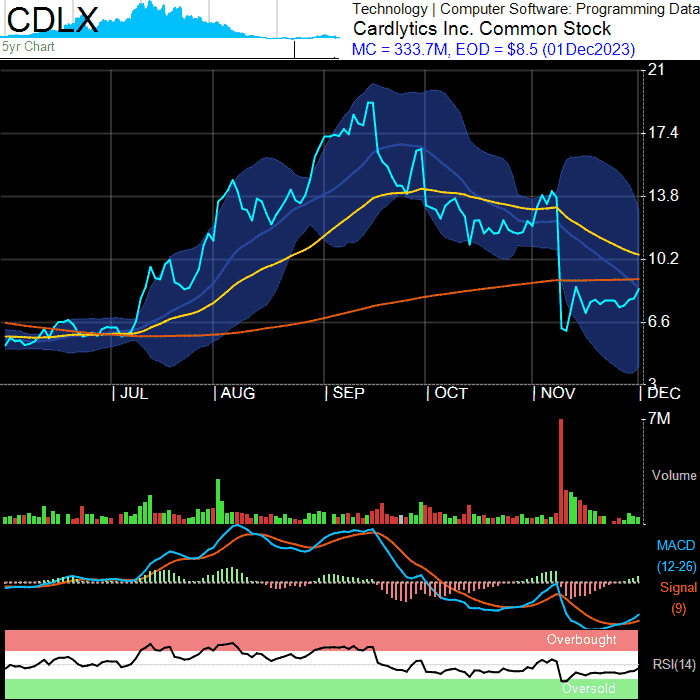 CDLX
5yr Chart
Technology | Computer Software: Programming Data
Cardlytics Inc. Common Stock
MC = 333.7M, EOD = $8.5 (01Dec2023)
21
17.4
13.8
10.2
6.6
3
JUL
AUG
SEP
OCT
NOV
DEC
7M
Volume
MACD
(12-26)
Signal
(9)
Overbought
RSI(14)
Oversold